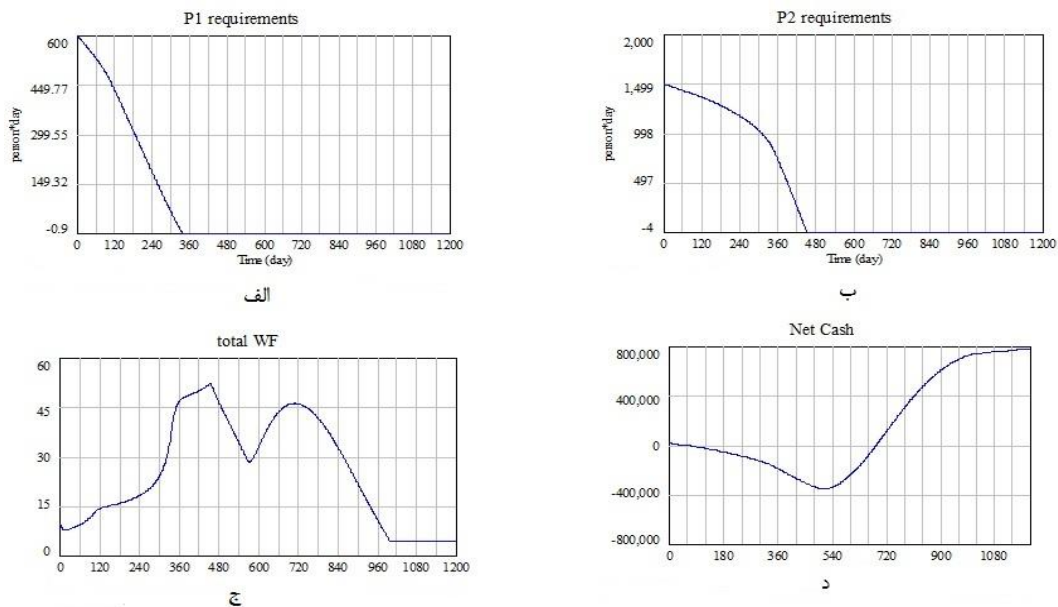 P1 requirements
600
449.77
299.55
149.32
-0.9
person*day
0 120 240 360 480 600 720 840 960 1080 1200
Time (day)
الف
P2 requirements
2,000
1,499
998
497
-4
person*day
0 120 240 360 480 600 720 840 960 1080 1200
Time (day)
ب
total WF
60
45
30
15
0
0 120 240 360 480 600 720 840 960 1080 1200
ج
Net Cash
800,000
400,000
0
-400,000
-800,000
0 180 360 540 720 900 1080
د